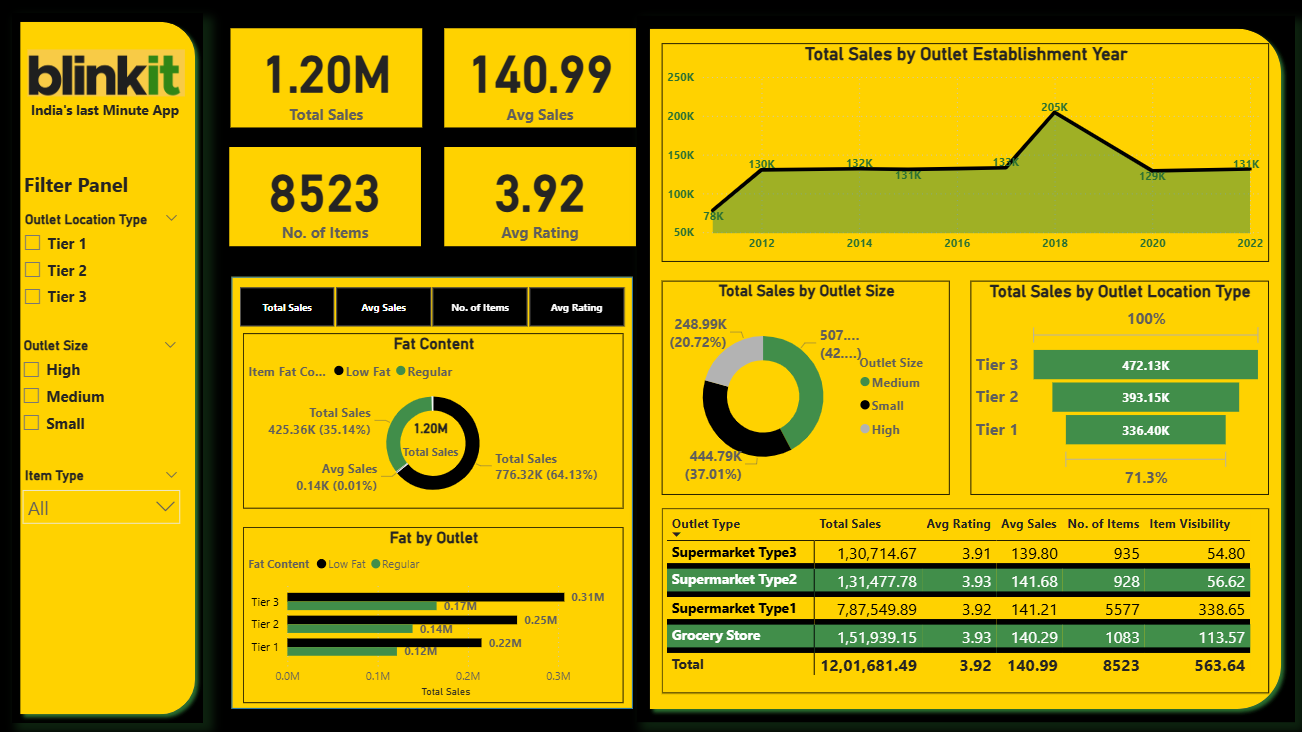 blinkit
India's last Minute App
Filter Panel
Outlet Location Type
Tier 1
Tier 2
Tier 3
Outlet Size
High
Medium
Small
Item Type
All
1.20M
Total Sales
140.99
Avg Sales
8523
No. of Items
3.92
Avg Rating
Total Sales Avg Sales No. of Items Avg Rating
Fat Content
Item Fat Co... Low Fat Regular
Total Sales
425.36K (35.14%)
Avg Sales
0.14K (0.01%)
1.20M
Total Sales
Total Sales
776.32K (64.13%)
Fat by Outlet
Fat Content Low Fat Regular
Tier 3 0.31M
0.17M
Tier 2 0.25M
0.14M
Tier 1 0.22M
0.12M
0.0M 0.1M 0.2M 0.3M
Total Sales
Total Sales by Outlet Establishment Year
250K
200K
150K
100K
50K
78K 130K 132K 131K 133K 205K 129K 131K
2012 2014 2016 2018 2020 2022
Total Sales by Outlet Size
248.99K
(20.72%)
507....
(42....)
444.79K
(37.01%)
Outlet Size
Medium
Small
High
Total Sales by Outlet Location Type
100%
Tier 3 472.13K
Tier 2 393.15K
Tier 1 336.40K
71.3%
Outlet Type Total Sales Avg Rating Avg Sales No. of Items Item Visibility
Supermarket Type3 1,30,714.67 3.91 139.80 935 54.80
Supermarket Type2 1,31,477.78 3.93 141.68 928 56.62
Supermarket Type1 7,87,549.89 3.92 141.21 5577 338.65
Grocery Store 1,51,939.15 3.93 140.29 1083 113.57
Total 12,01,681.49 3.92 140.99 8523 563.64